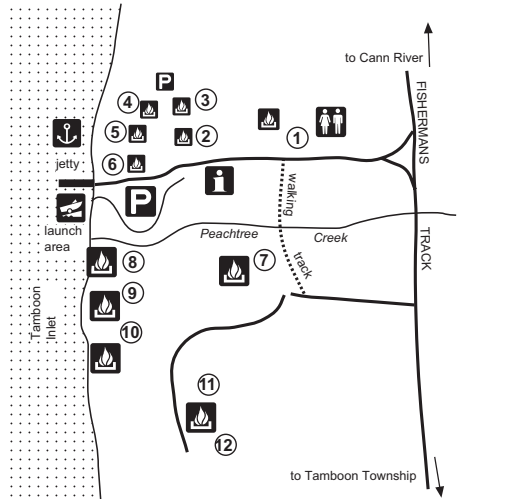 to Cann River
FISHERMANS
P
4
3
5
2
1
6
jetty
i
walking
P
launch
area
Peachtree
Creek
TRACK
8
7
track
9
Tamboon
Inlet
10
11
12
to Tamboon Township